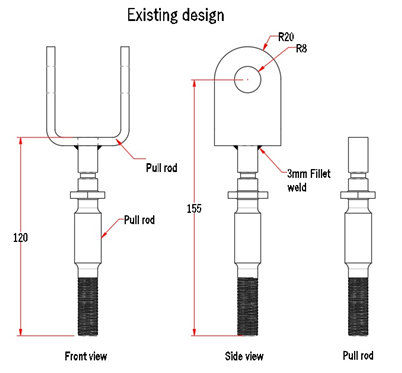 Existing design
R20
R8
Pull rod
3mm Fillet
weld
Pull rod
120
155
Front view
Side view
Pull rod